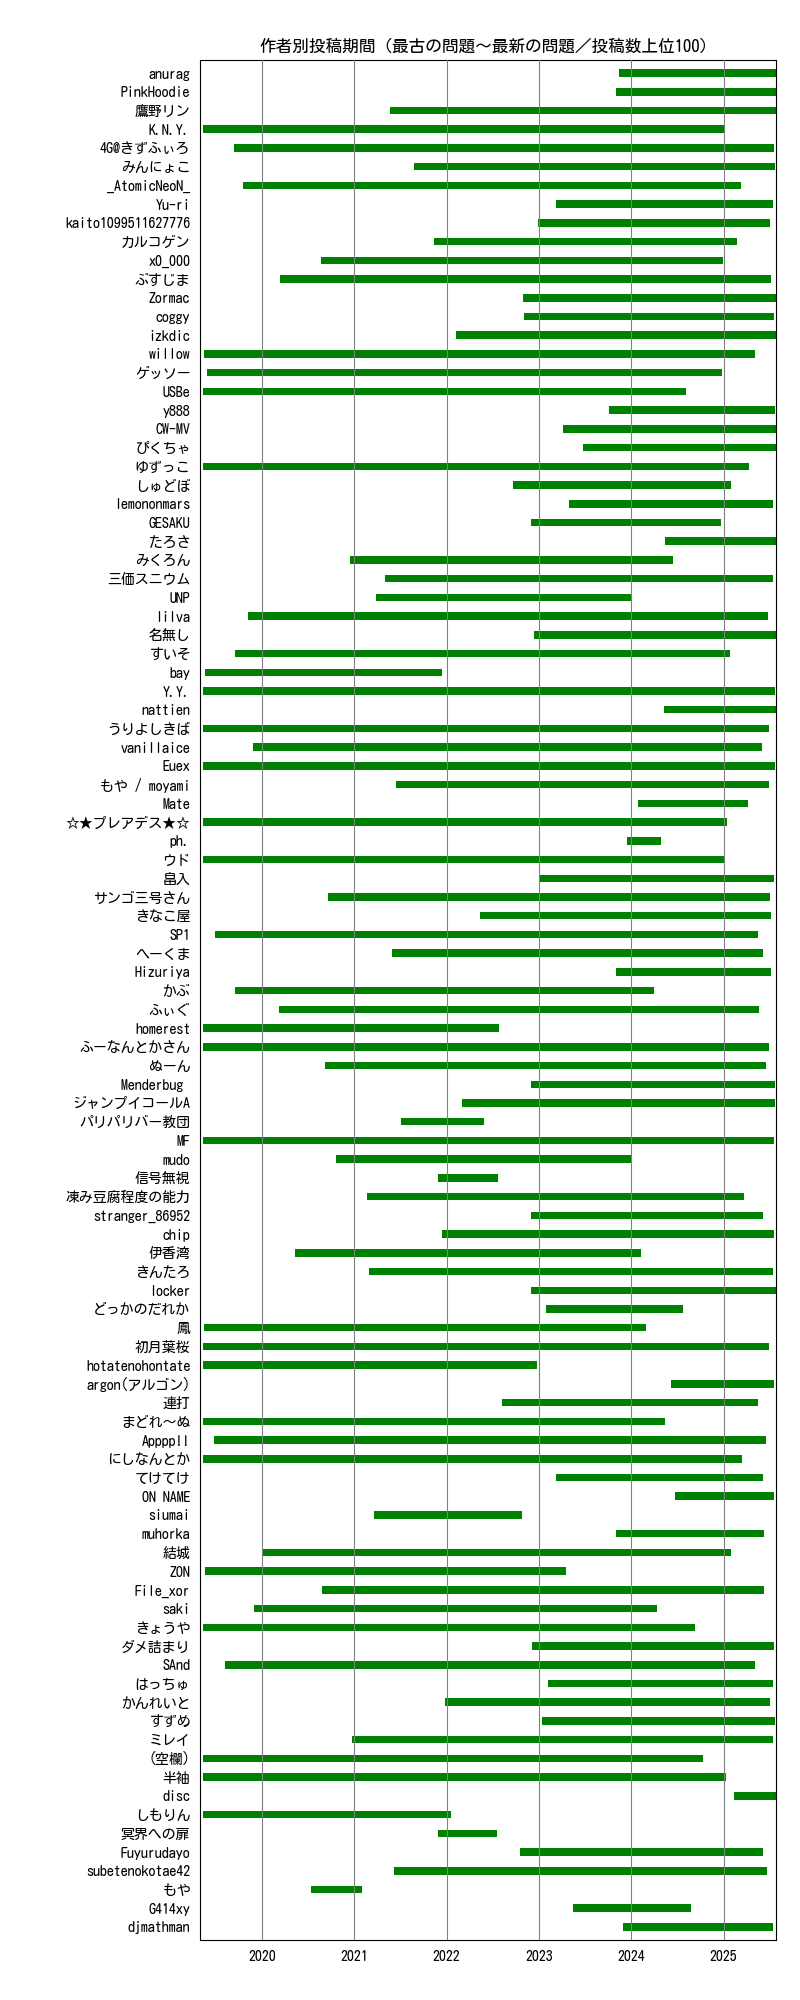 作者別投稿期間（最古の問題～最新の問題／投稿数上位100）
anurag
PinkHoodie
鷹野リン
K.N.Y.
4G@きずふぃろ
みんにょこ
_AtomicNeoN_
Yu-ri
kaito1099511627776
カルコゲン
x0_000
ぶすじま
Zormac
coggy
izkdic
willow
ゲッソー
USBe
y888
CW-MV
ぴくちゃ
ゆずっこ
しゅどぼ
lemononmars
GESAKU
たろさ
みくろん
三価スニウム
UNP
lilva
名無し
すいそ
bay
Y.Y.
nattien
うりよしきば
vanillaice
Euex
もや / moyami
Mate
☆★プレアデス★☆
ph.
ウド
畠入
サンゴ三号さん
きなこ屋
SP1
へーくま
Hizuriya
かぶ
ふぃぐ
homerest
ふーなんとかさん
ぬーん
Menderbug
ジャンプイコールA
パリパリバー教団
MF
mudo
信号無視
凍み豆腐程度の能力
stranger_86952
chip
伊香湾
きんたろ
locker
どっかのだれか
鳳
初月葉桜
hotatenohontate
argon(アルゴン)
連打
まどれ～ぬ
Appppll
にしなんとか
てけてけ
ON NAME
siumai
muhorka
結城
ZON
File_xor
saki
きょうや
ダメ詰まり
SAnd
はっちゅ
かんれいと
すずめ
ミレイ
(空欄)
半袖
disc
しもりん
冥界への扉
Fuyurudayo
subetenokotae42
もや
G414xy
djmathman
2020 2021 2022 2023 2024 2025